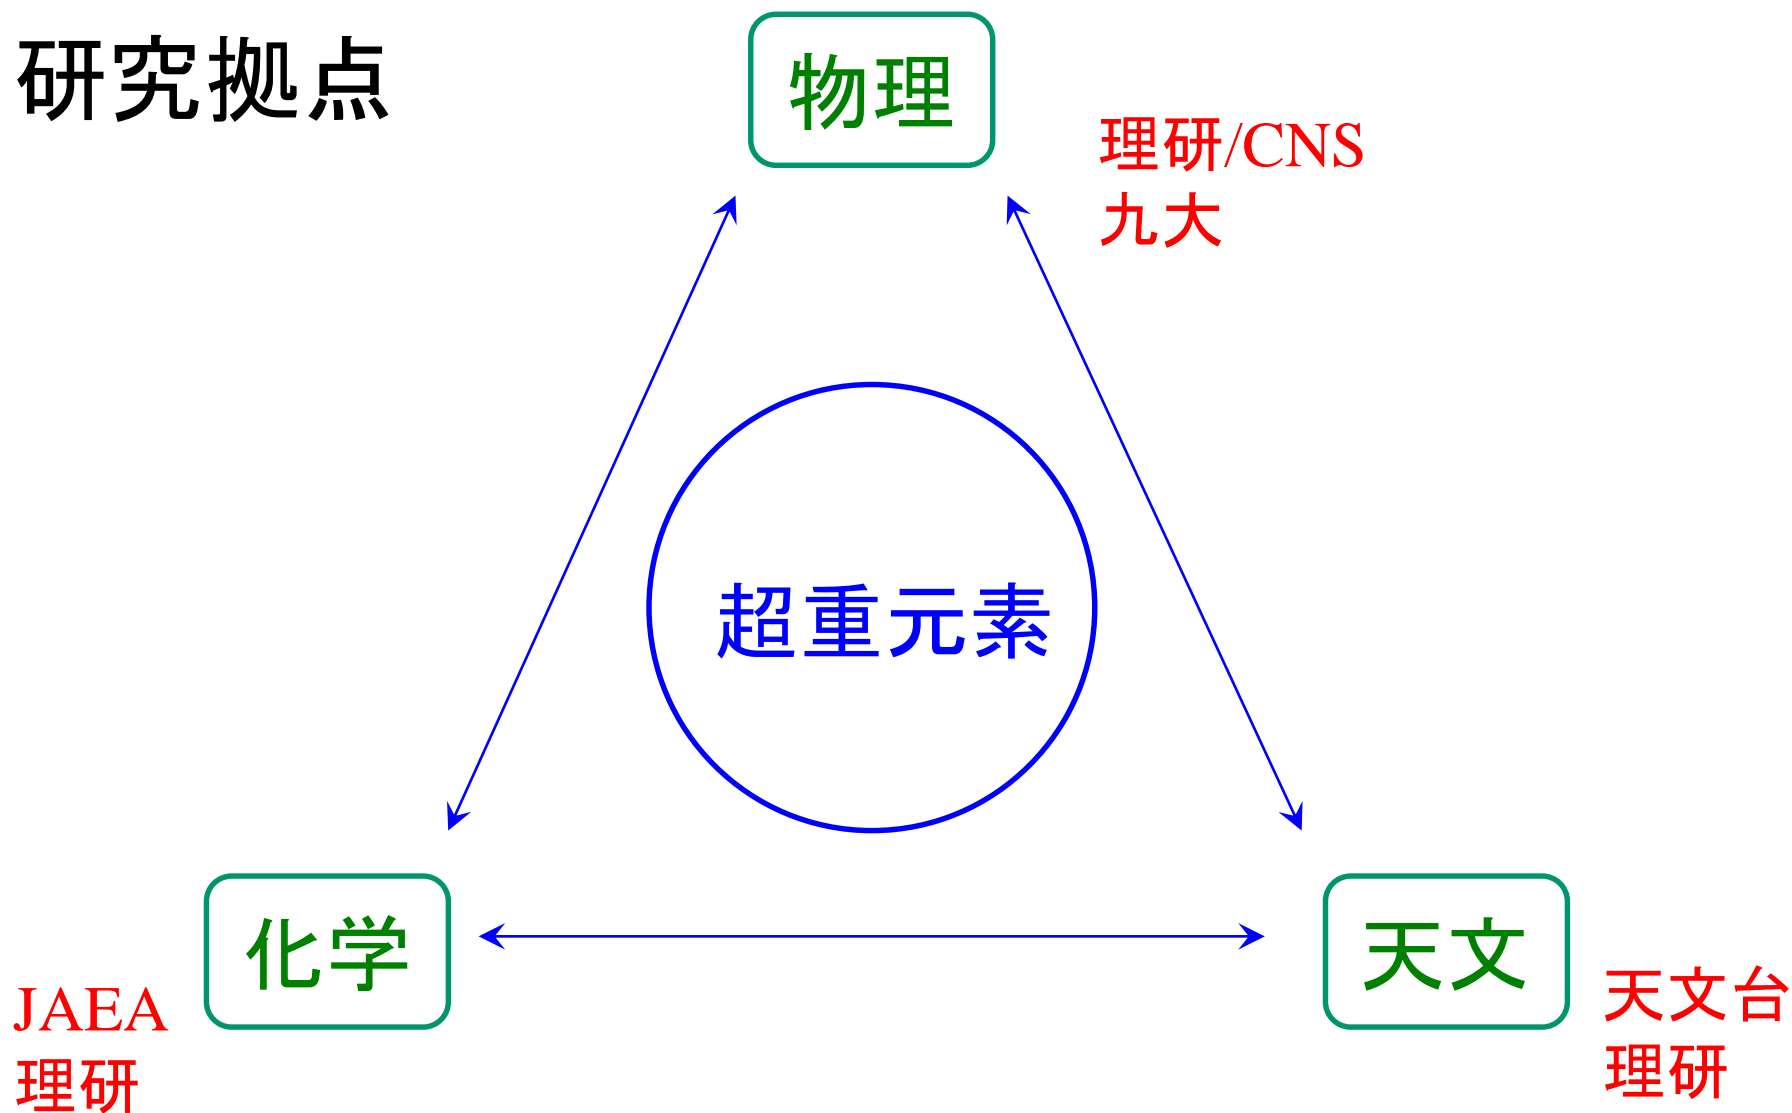 研究拠点
物理
理研/CNS
九大
超重元素
化学
天文
JAEA
理研
天文台
理研